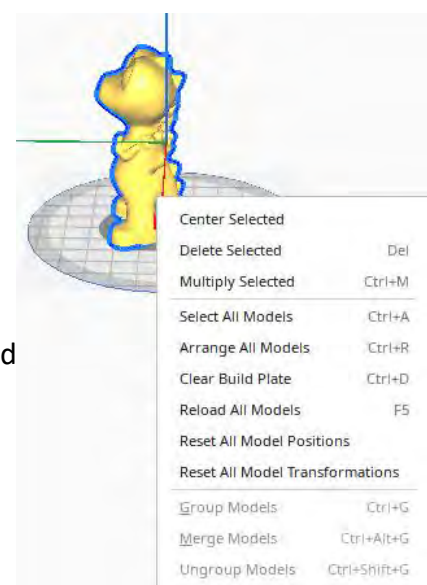 Center Selected
Delete Selected Del
Multiply Selected Ctrl+M
Select All Models Ctrl+A
d
Arrange All Models Ctrl+R
Clear Build Plate Ctrl+D
Reload All Models F5
Reset All Model Positions
Reset All Model Transformations
Group Models Ctrl+G
Merge Models Ctrl+Alt+G
Ungroup Models Ctrl+Shift+G